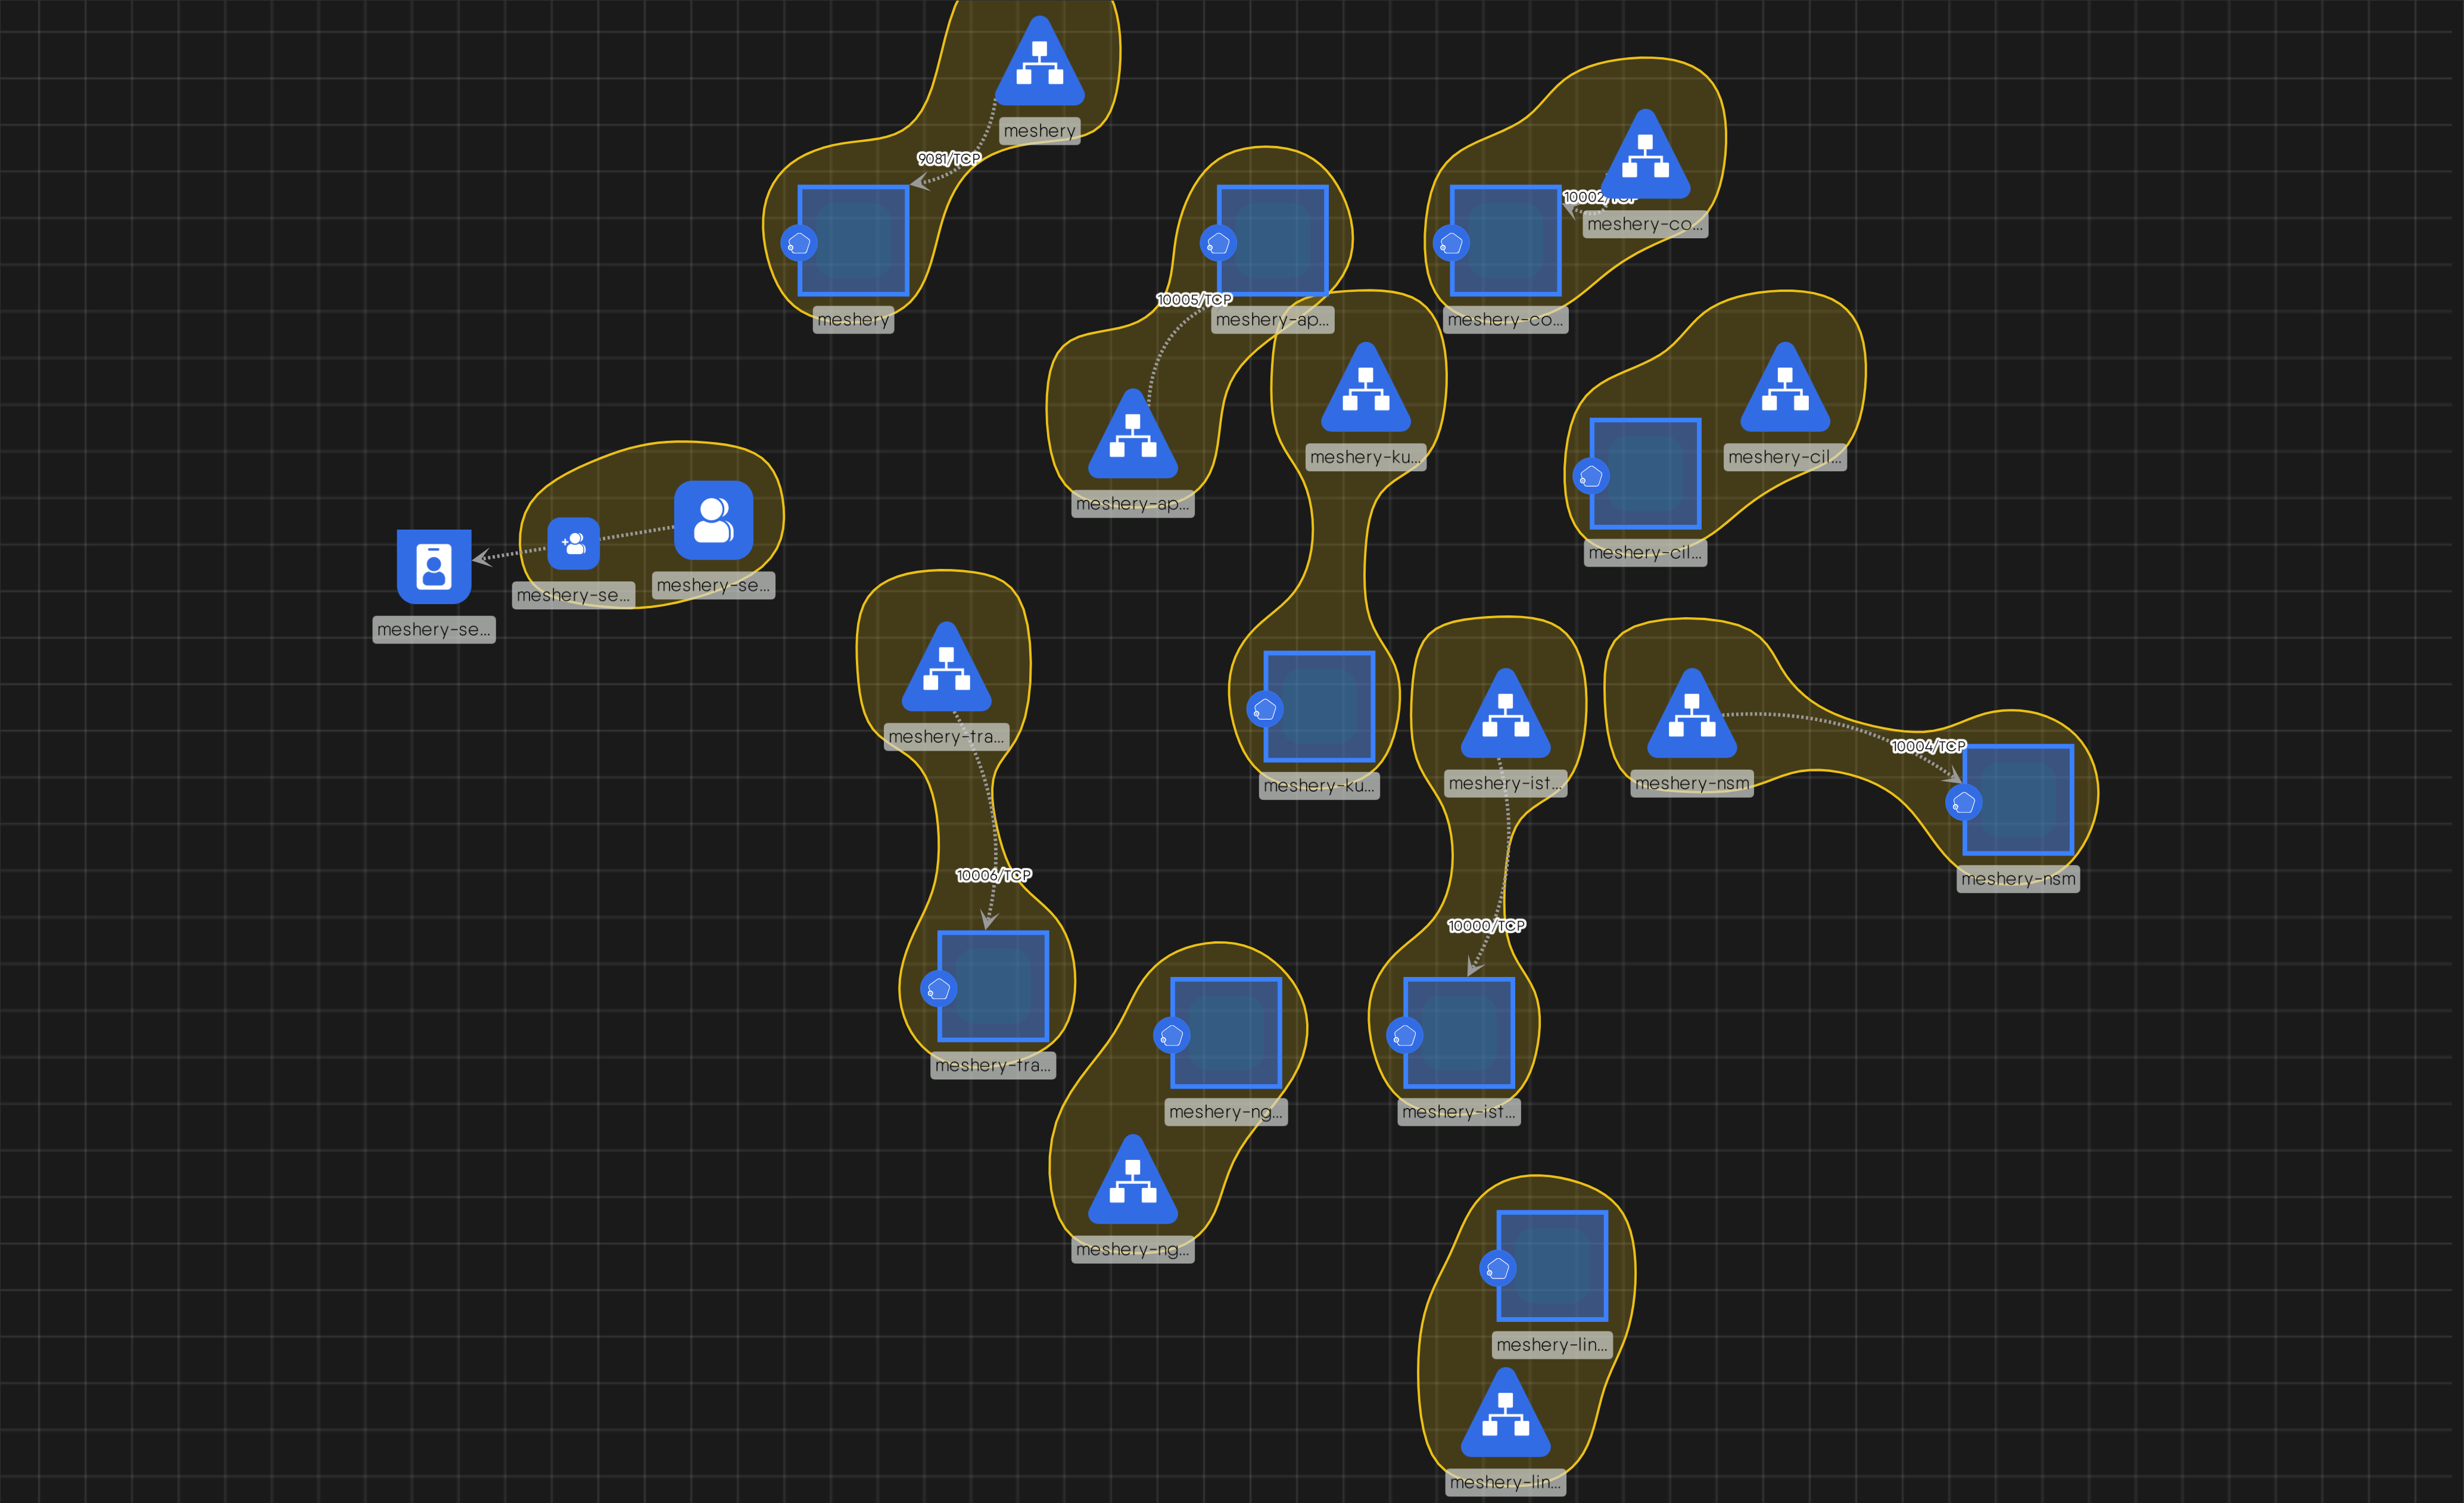 meshery
9081/TCP
meshery
10002/TCP
meshery-co...
meshery-co...
10005/TCP
meshery-ap...
meshery-ap...
meshery-ku...
meshery-cil...
meshery-cil...
meshery-se...
meshery-se...
meshery-se...
meshery-tra...
meshery-ku...
meshery-ist...
meshery-nsm
10004/TCP
meshery-nsm
10006/TCP
10000/TCP
meshery-tra...
meshery-ng...
meshery-ist...
meshery-ng...
meshery-lin...
meshery-lin...